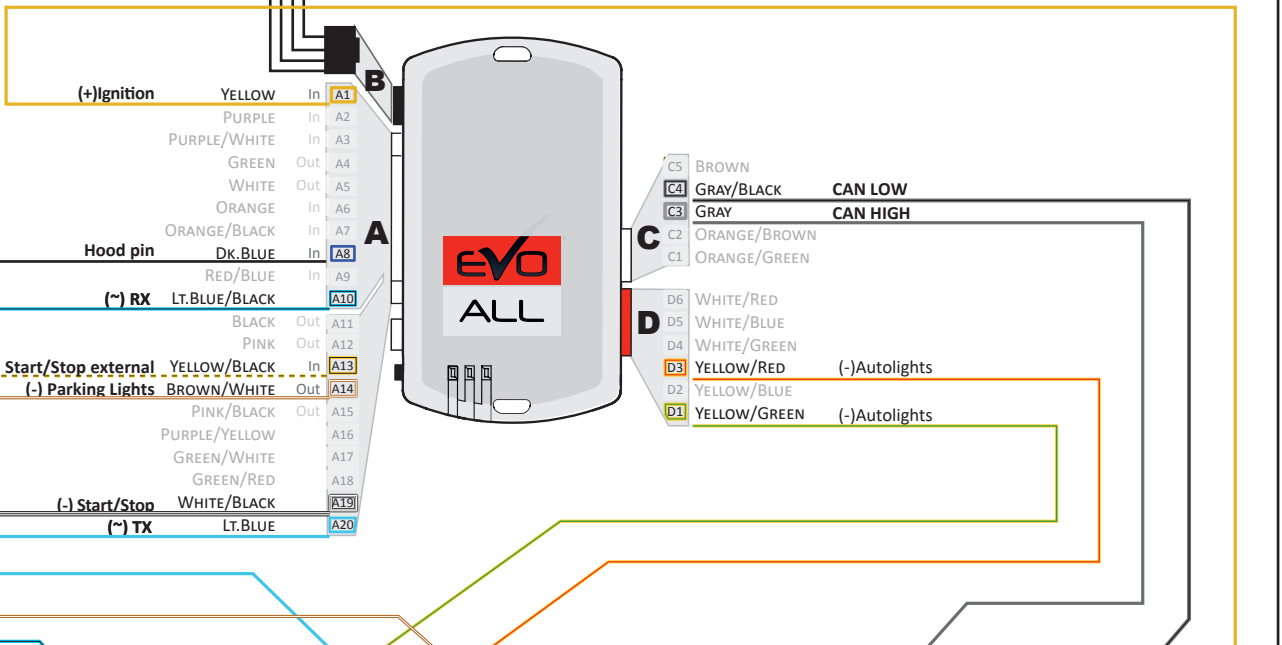 B
(+)Ignition YELLOW In A1
PURPLE In A2
PURPLE/WHITE In A3
GREEN Out A4
WHITE Out A5
ORANGE In A6
ORANGE/BLACK In A7
Hood pin DK.BLUE In A8
RED/BLUE In A9
(~) RX LT.BLUE/BLACK A10
BLACK Out A11
PINK Out A12
Start/Stop external YELLOW/BLACK In A13
(-) Parking Lights BROWN/WHITE Out A14
PINK/BLACK Out A15
PURPLE/YELLOW A16
GREEN/WHITE A17
GREEN/RED A18
(-) Start/Stop WHITE/BLACK A19
(~) TX LT.BLUE A20
A
EVO
ALL
C
C5 BROWN
C4 GRAY/BLACK CAN LOW
C3 GRAY CAN HIGH
C2 ORANGE/BROWN
C1 ORANGE/GREEN
D
D6 WHITE/RED
D5 WHITE/BLUE
D4 WHITE/GREEN
D3 YELLOW/RED (-)Autolights
D2 YELLOW/BLUE
D1 YELLOW/GREEN (-)Autolights